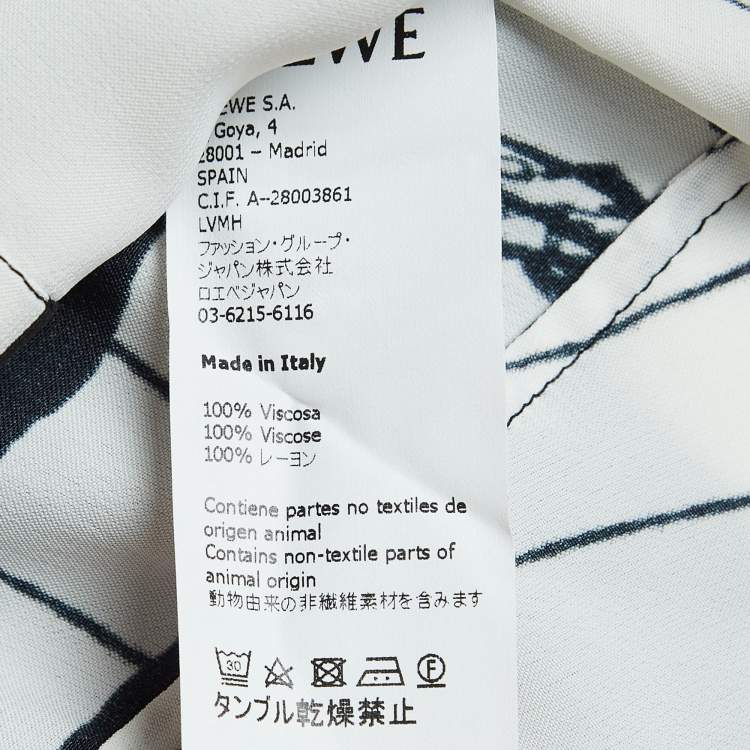 EWE
EWE S.A.
Goya, 4
28001 – Madrid
SPAIN
C.I.F. A-28003861
LVMH
ファッション・グループ・
ジャパン株式会社
ロエベジャパン
03-6215-6116
Made in Italy
100% Viscosa
100% Viscose
100% レーヨン
Contiene partes no textiles de
origen animal
Contains non-textile parts of
animal origin
動物由来の非繊維素材を含みます
30
F
タンブル乾燥禁止